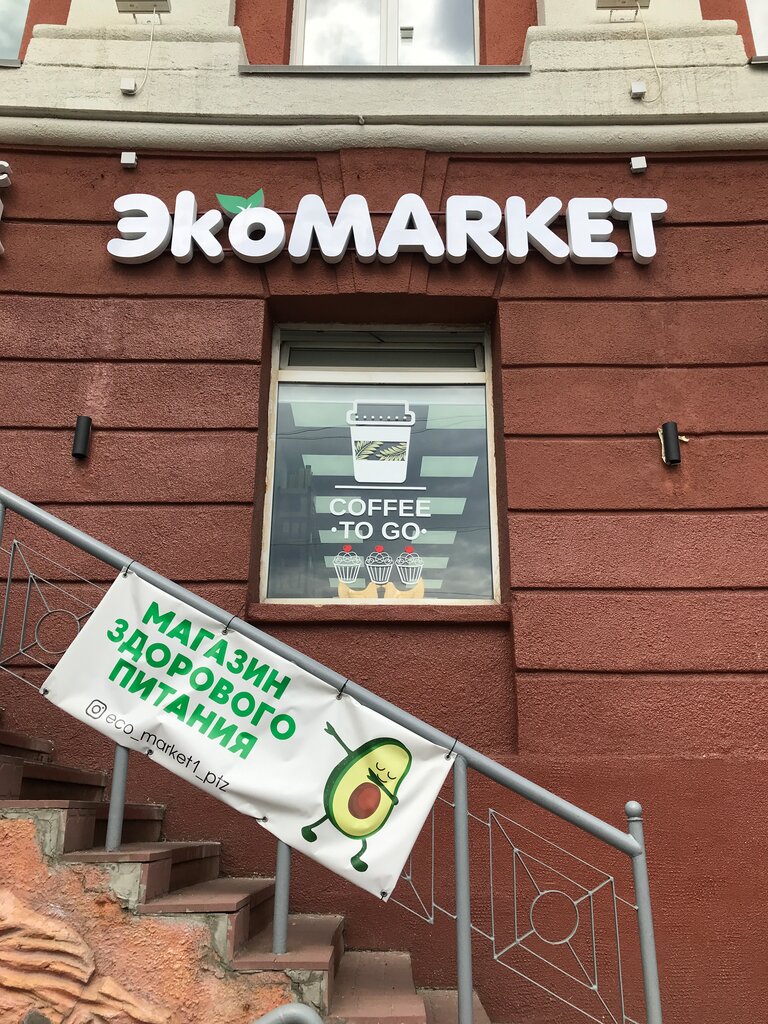 ЭкоMARKET
COFFEE
•TO GO•
МАГАЗИН
ЗДОРОВОГО
ПИТАНИЯ
eco_market1_ptz